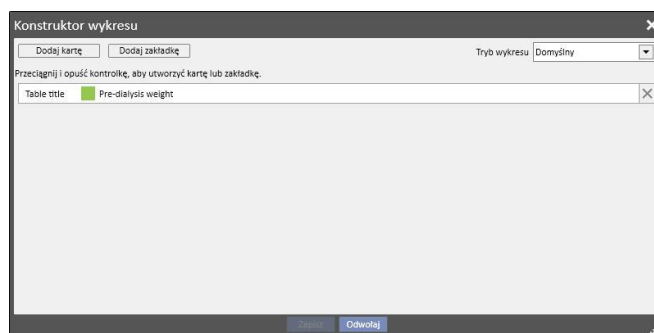 Konstruktor wykresu
Dodaj kartę Dodaj zakładkę Tryb wykresu Domyślny
Przeciągnij i opuść kontrolkę, aby utworzyć kartę lub zakładkę.
Table title Pre-dialysis weight
Zapisz Odwołaj